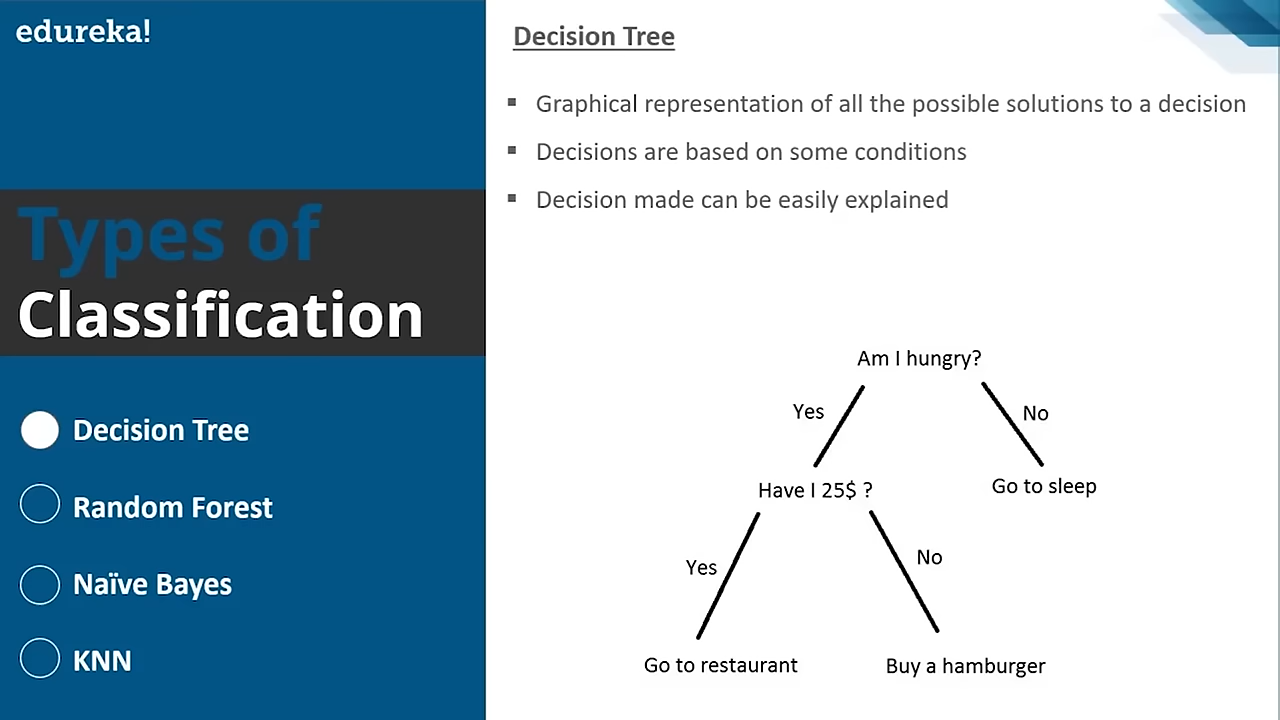 edureka!
Types of
Classification
Decision Tree
Random Forest
Naïve Bayes
KNN
Decision Tree
Graphical representation of all the possible solutions to a decision
Decisions are based on some conditions
Decision made can be easily explained
Am I hungry?
Yes
No
Have I 25$ ?
Go to sleep
Yes
No
Go to restaurant
Buy a hamburger